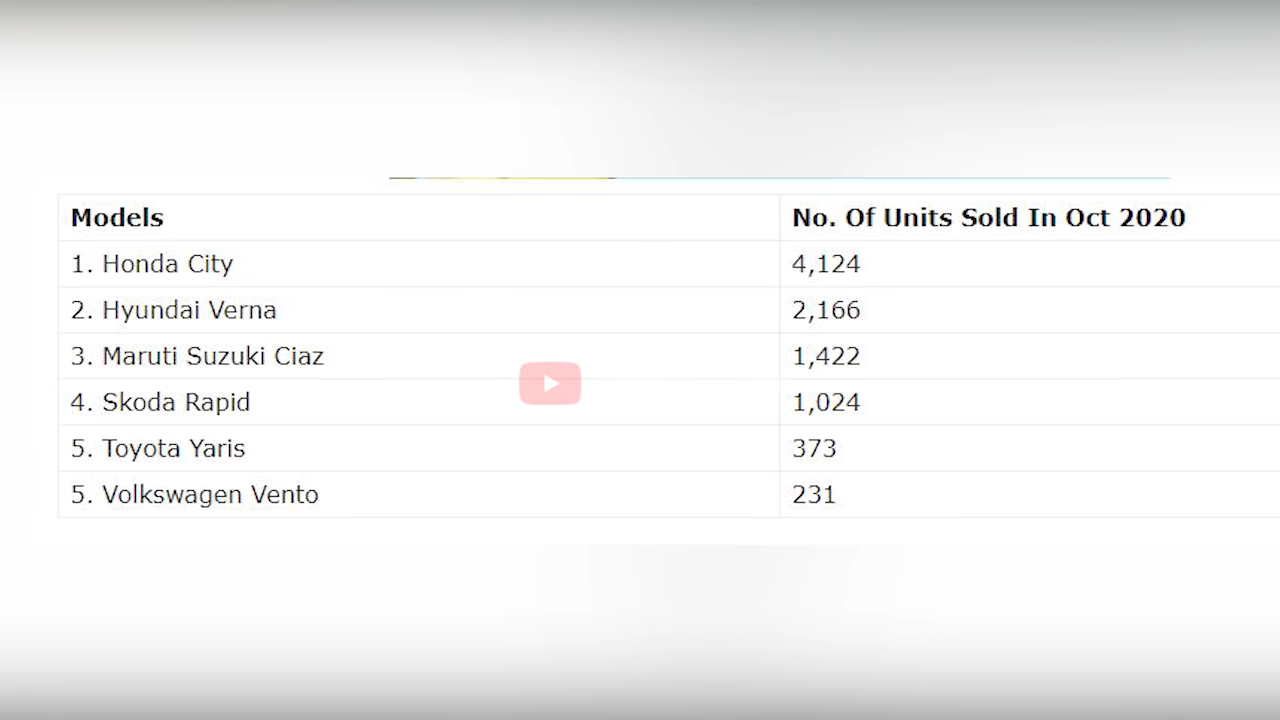 Models No. Of Units Sold In Oct 2020
1. Honda City 4,124
2. Hyundai Verna 2,166
3. Maruti Suzuki Ciaz 1,422
4. Skoda Rapid 1,024
5. Toyota Yaris 373
5. Volkswagen Vento 231